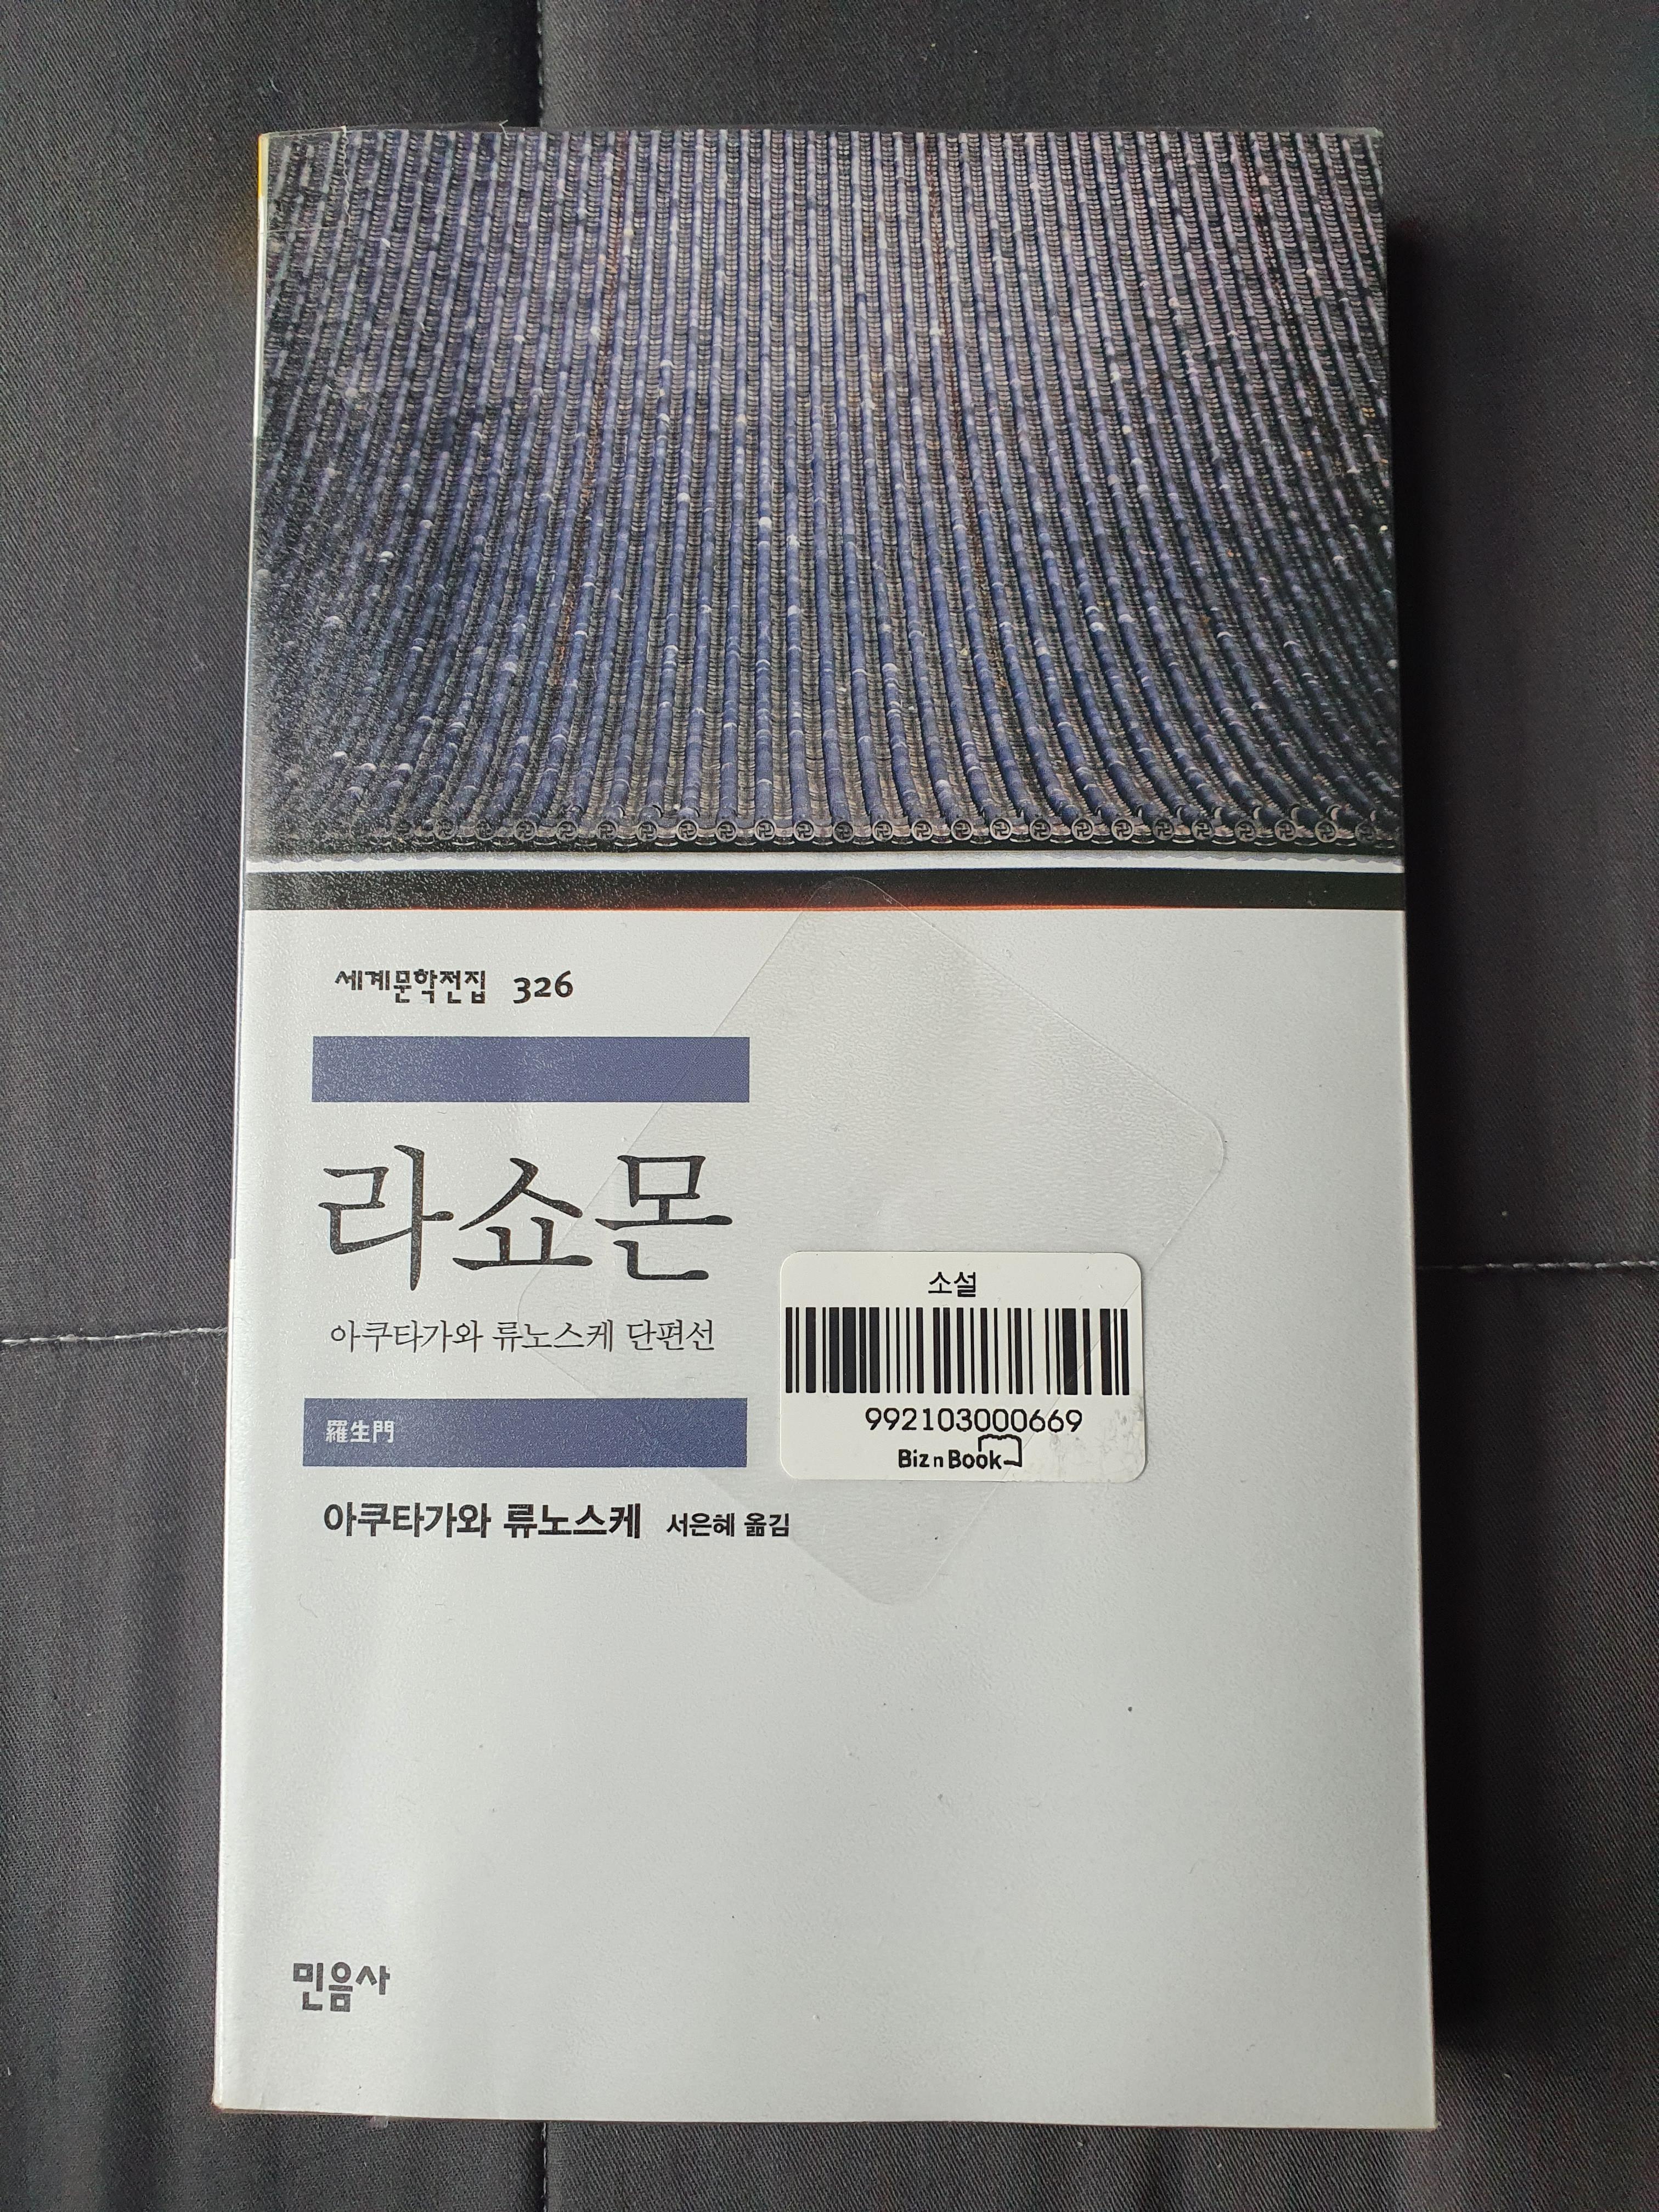 세계문학전집 326
라쇼몬
아쿠타가와 류노스케 단편선
羅生門
아쿠타가와 류노스케 서은혜 옮김
소설
992103000669
Biz n Book
민음사